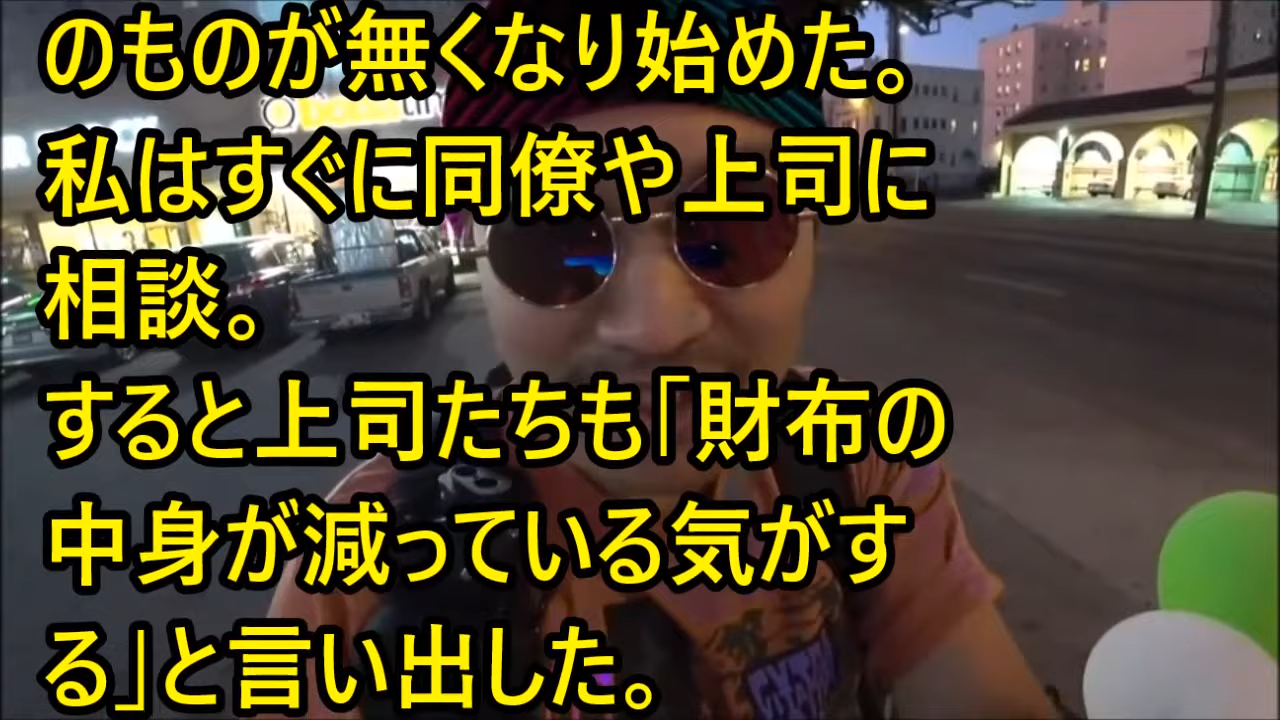 のものが無くなり始めた。
私はすぐに同僚や上司に
相談。
すると上司たちも「財布の
中身が減っている気がす
る」と言い出した。